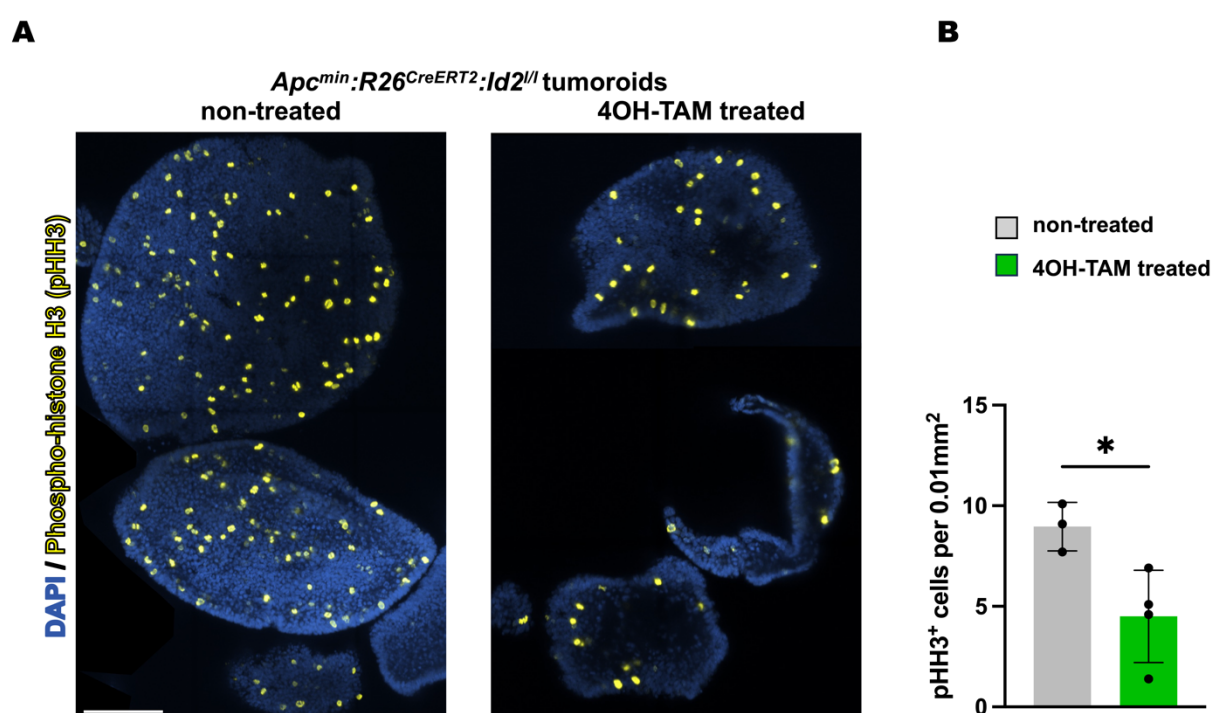 A
B
Apcmin:R26CreERT2:Id2l/l tumoroids
non-treated
4OH-TAM treated
DAPI / Phospho-histone H3 (pHH3)
non-treated
4OH-TAM treated
pHH3+ cells per 0.01mm2
15
*
10
5
0